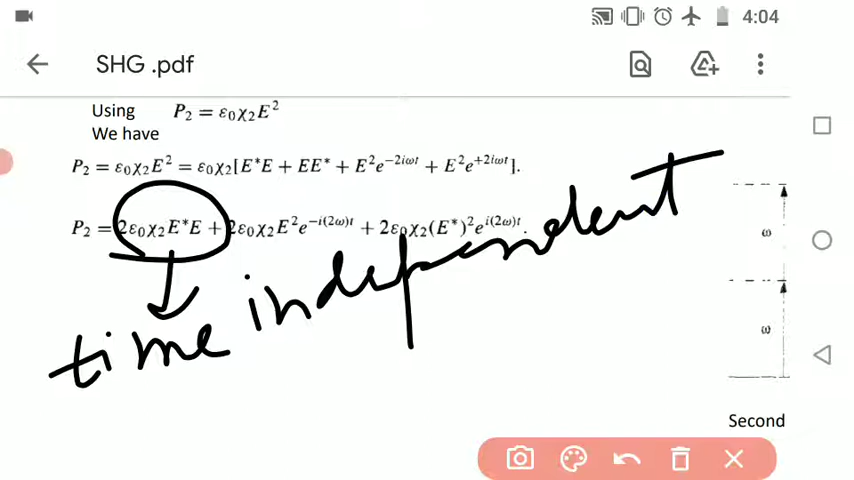 4:04
SHG .pdf
Using P₂ = ε₀χ₂E²
We have
P₂ = ε₀χ₂E² = ε₀χ₂[E*E + EE* + E²e⁻²ⁱωᵗ + E²e⁺²ⁱωᵗ].
P₂ = 2ε₀χ₂E*E + 2ε₀χ₂E²e⁻ⁱ⁽²ω⁾ᵗ + 2ε₀χ₂(E*)²eⁱ⁽²ω⁾ᵗ.
time independent
ω
ω
Second